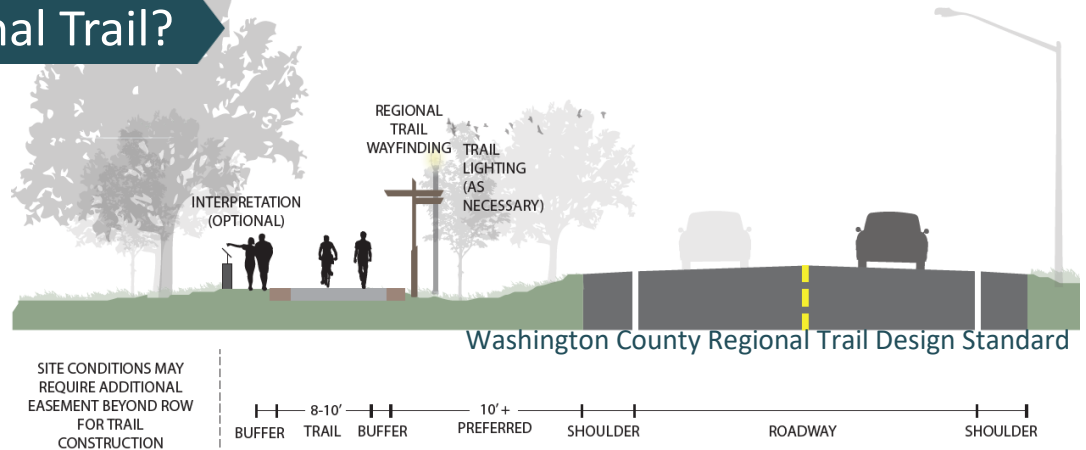 nal Trail?
REGIONAL
TRAIL
WAYFINDING
TRAIL
LIGHTING
(AS
NECESSARY)
INTERPRETATION
(OPTIONAL)
Washington County Regional Trail Design Standard
SITE CONDITIONS MAY
REQUIRE ADDITIONAL
EASEMENT BEYOND ROW
FOR TRAIL
CONSTRUCTION
BUFFER
8-10’
TRAIL
BUFFER
10’ +
PREFERRED
SHOULDER
ROADWAY
SHOULDER